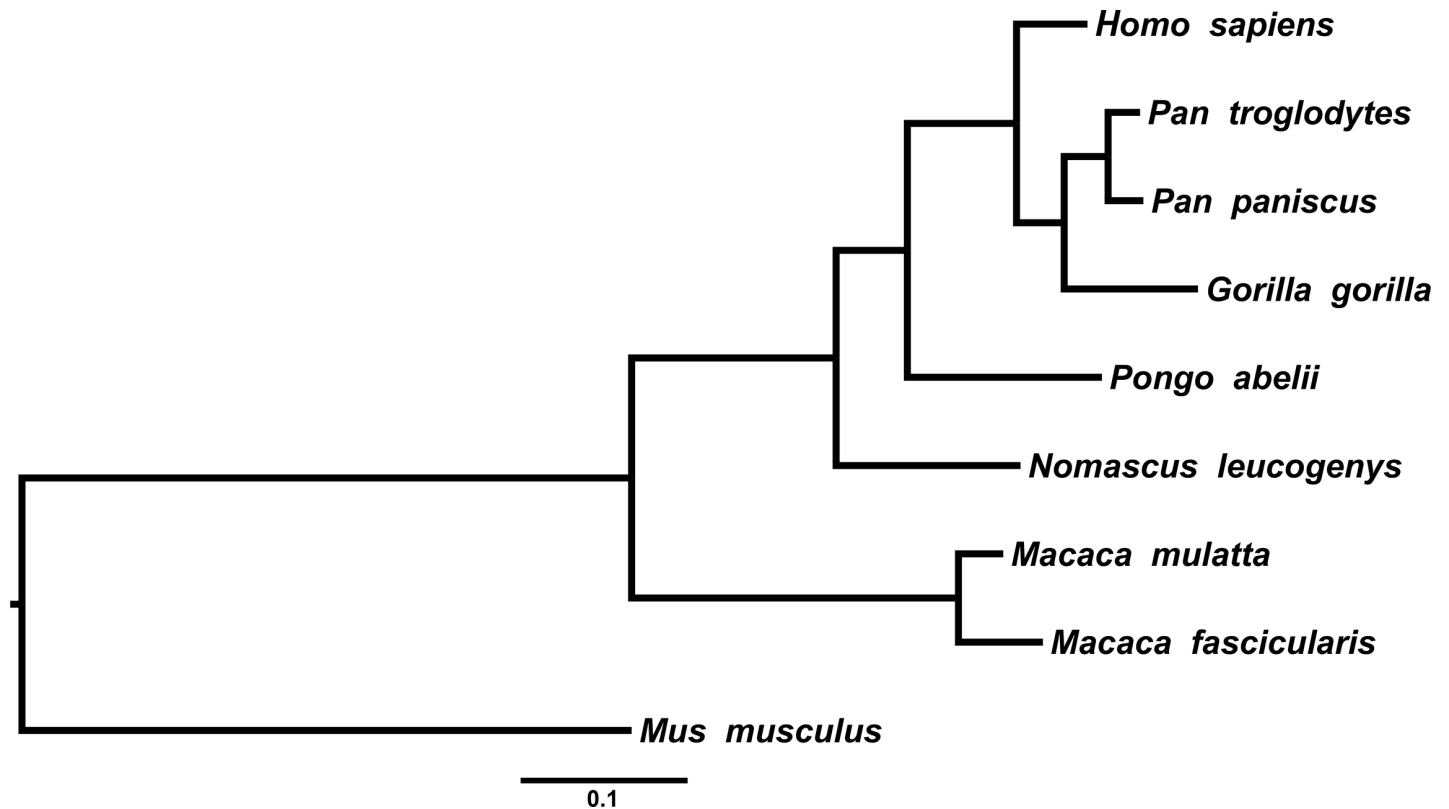 Homo sapiens
Pan troglodytes
Pan paniscus
Gorilla gorilla
Pongo abelii
Nomascus leucogenys
Macaca mulatta
Macaca fascicularis
Mus musculus
0.1